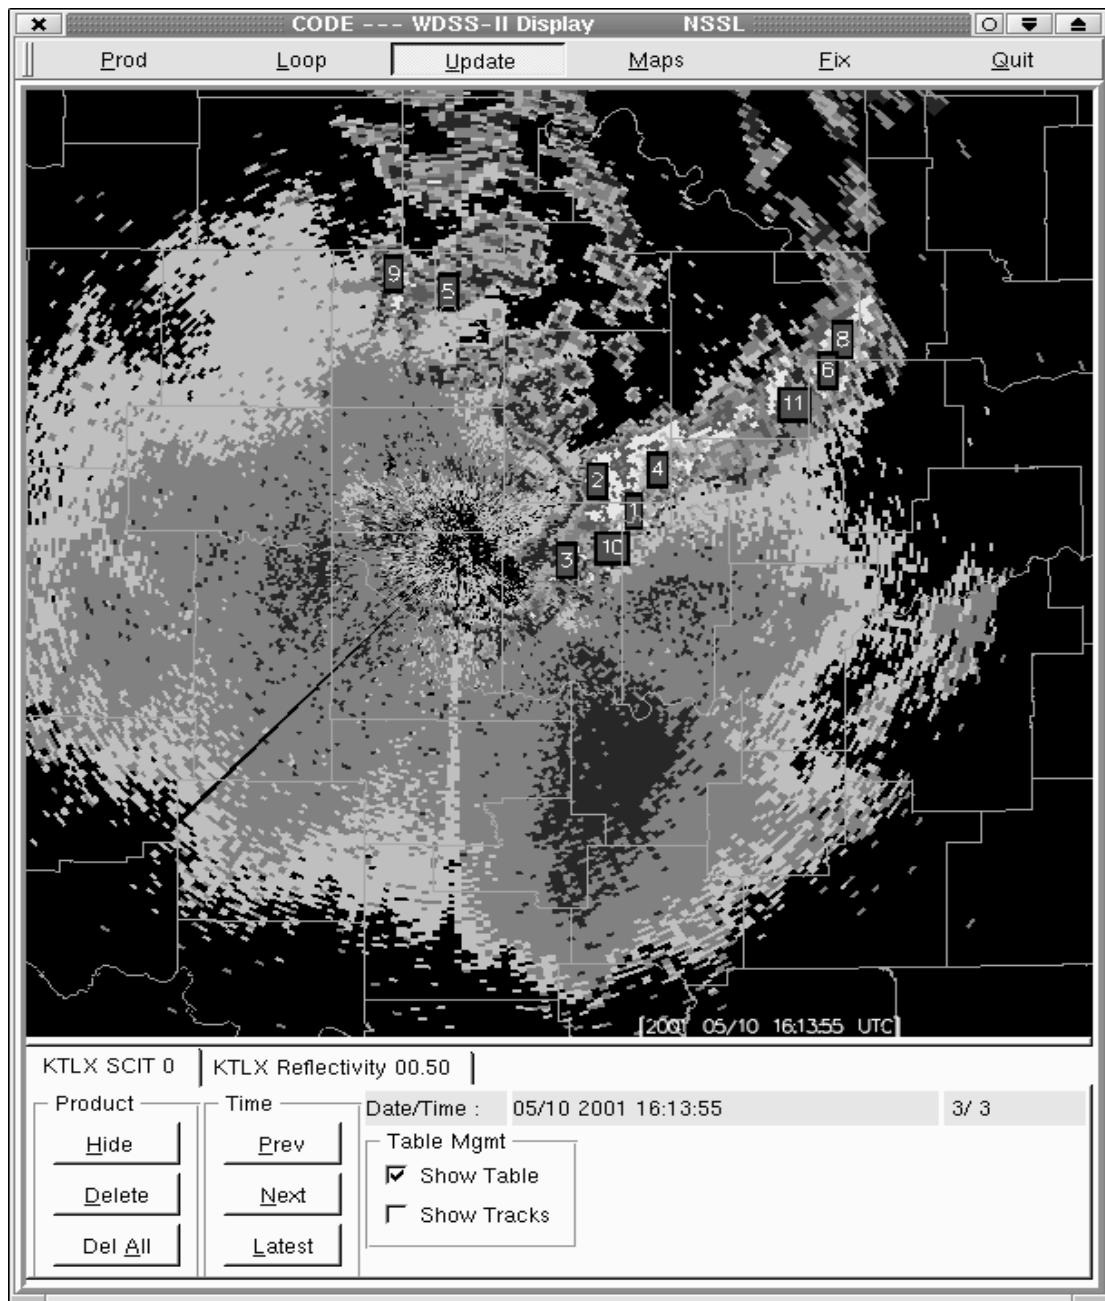 CODE --- WDSS-II Display NSSL
Prod Loop Update Maps Fix Quit
9
5
8
6
11
4
2
1
10
3
[2001 05/10 16:13:55 UTC]
KTLX SCIT 0 KTLX Reflectivity 00.50
Product Time Date/Time : 05/10 2001 16:13:55 3/ 3
Hide Prev Table Mgmt
Show Table
Delete Next
Show Tracks
Del All Latest